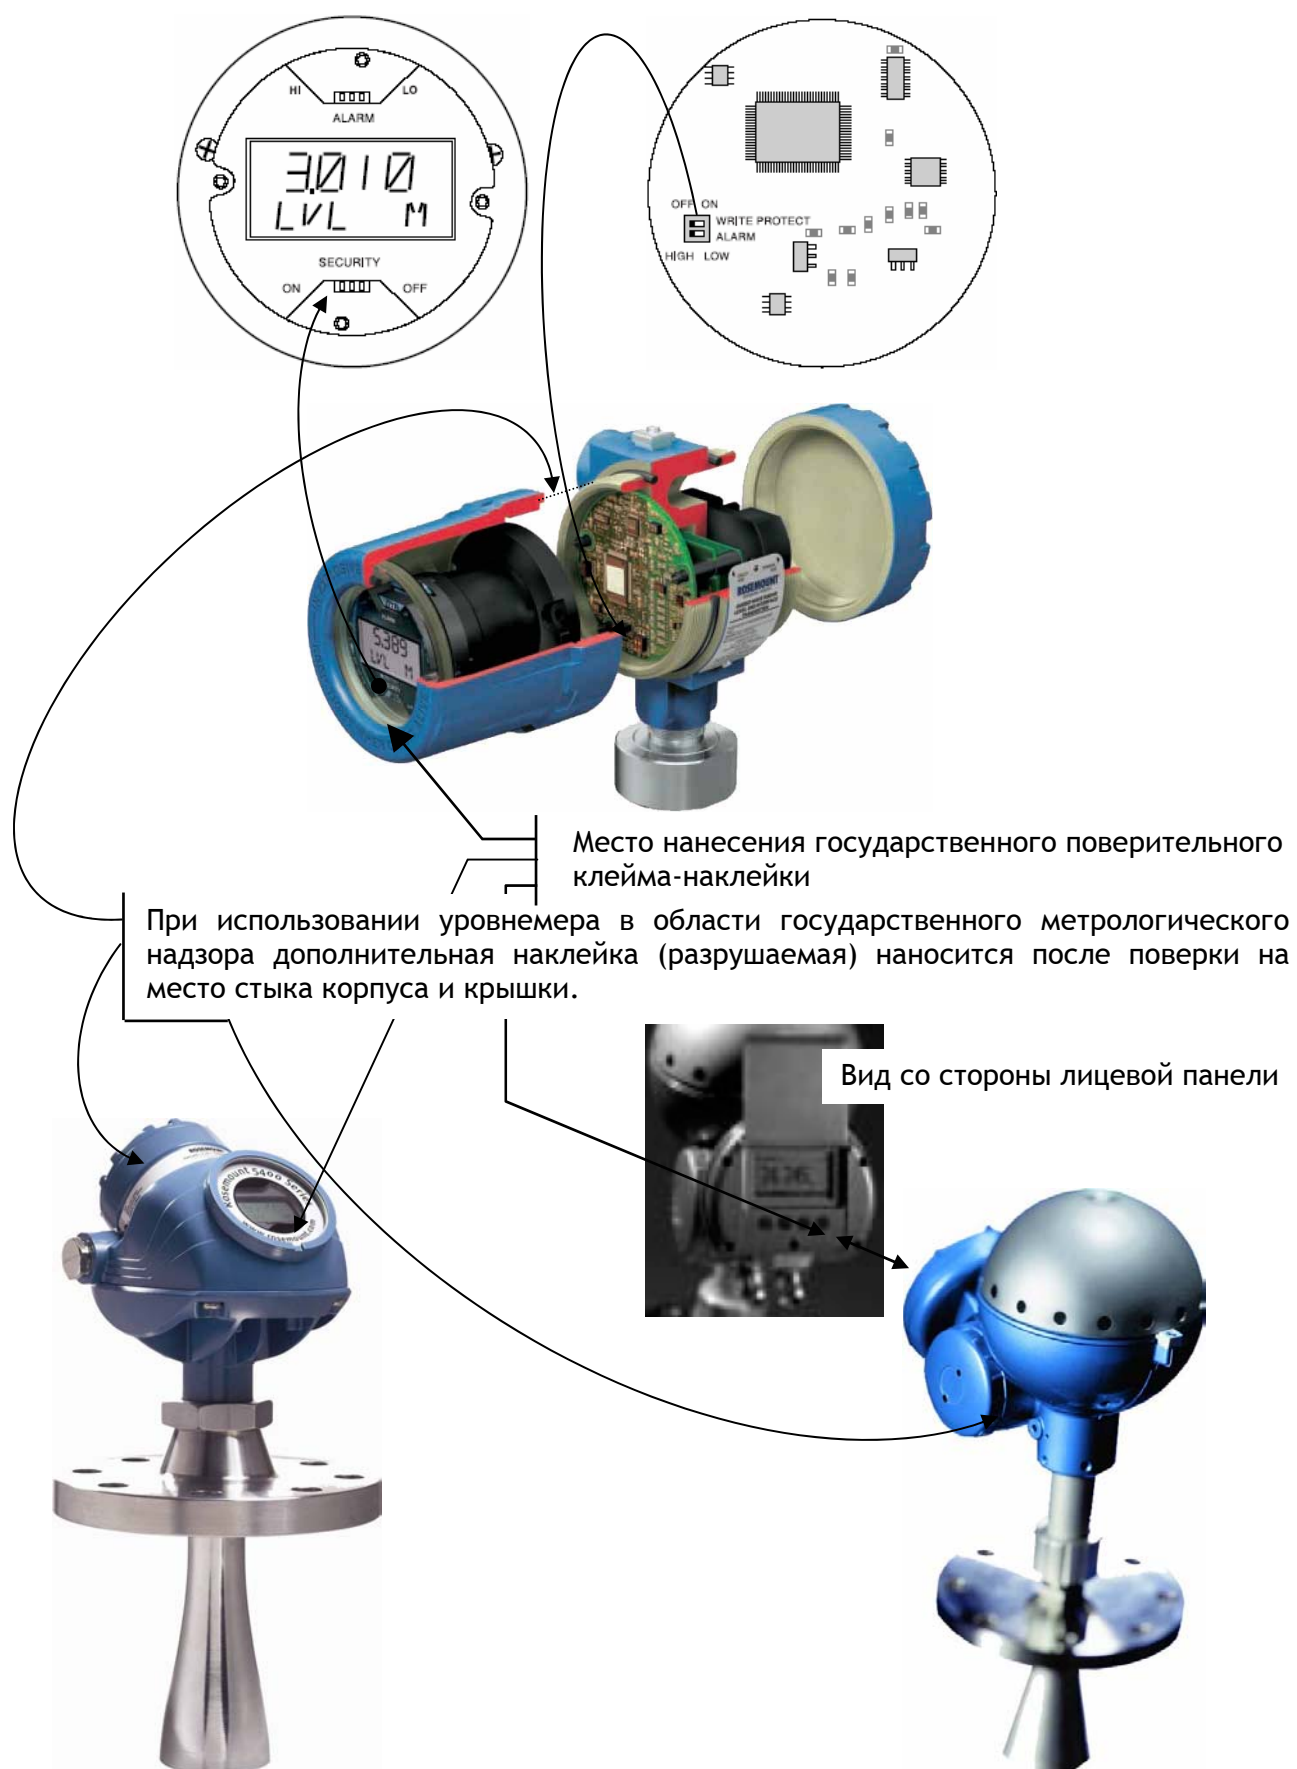 HI
LO
ALARM
3.010
LVL M
SECURITY
ON
OFF
OFF ON
WRITE PROTECT
ALARM
HIGH LOW
ROSEMOUNT
ALARM
5.389
LVL M
Место нанесения государственного поверительного
клейма-наклейки
При использовании уровнемера в области государственного метрологического
надзора дополнительная наклейка (разрушаемая) наносится после поверки на
место стыка корпуса и крышки.
Вид со стороны лицевой панели
ROSEMOUNT
Rosemount 5400 Series
www.rosemount.com